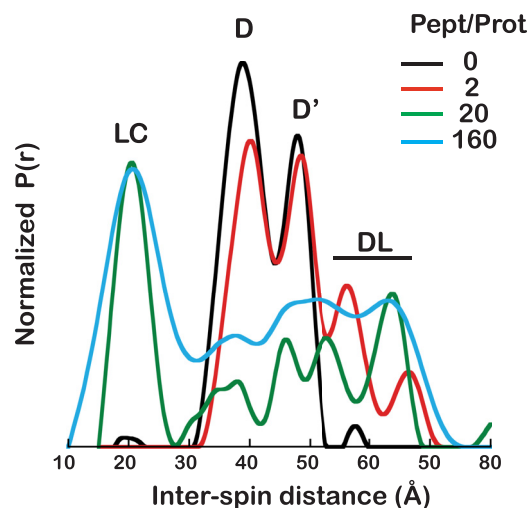 Pept/Prot
0
2
20
160
D
D’
LC
DL
Normalized P(r)
10 20 30 40 50 60 50 80
Inter-spin distance (Å)